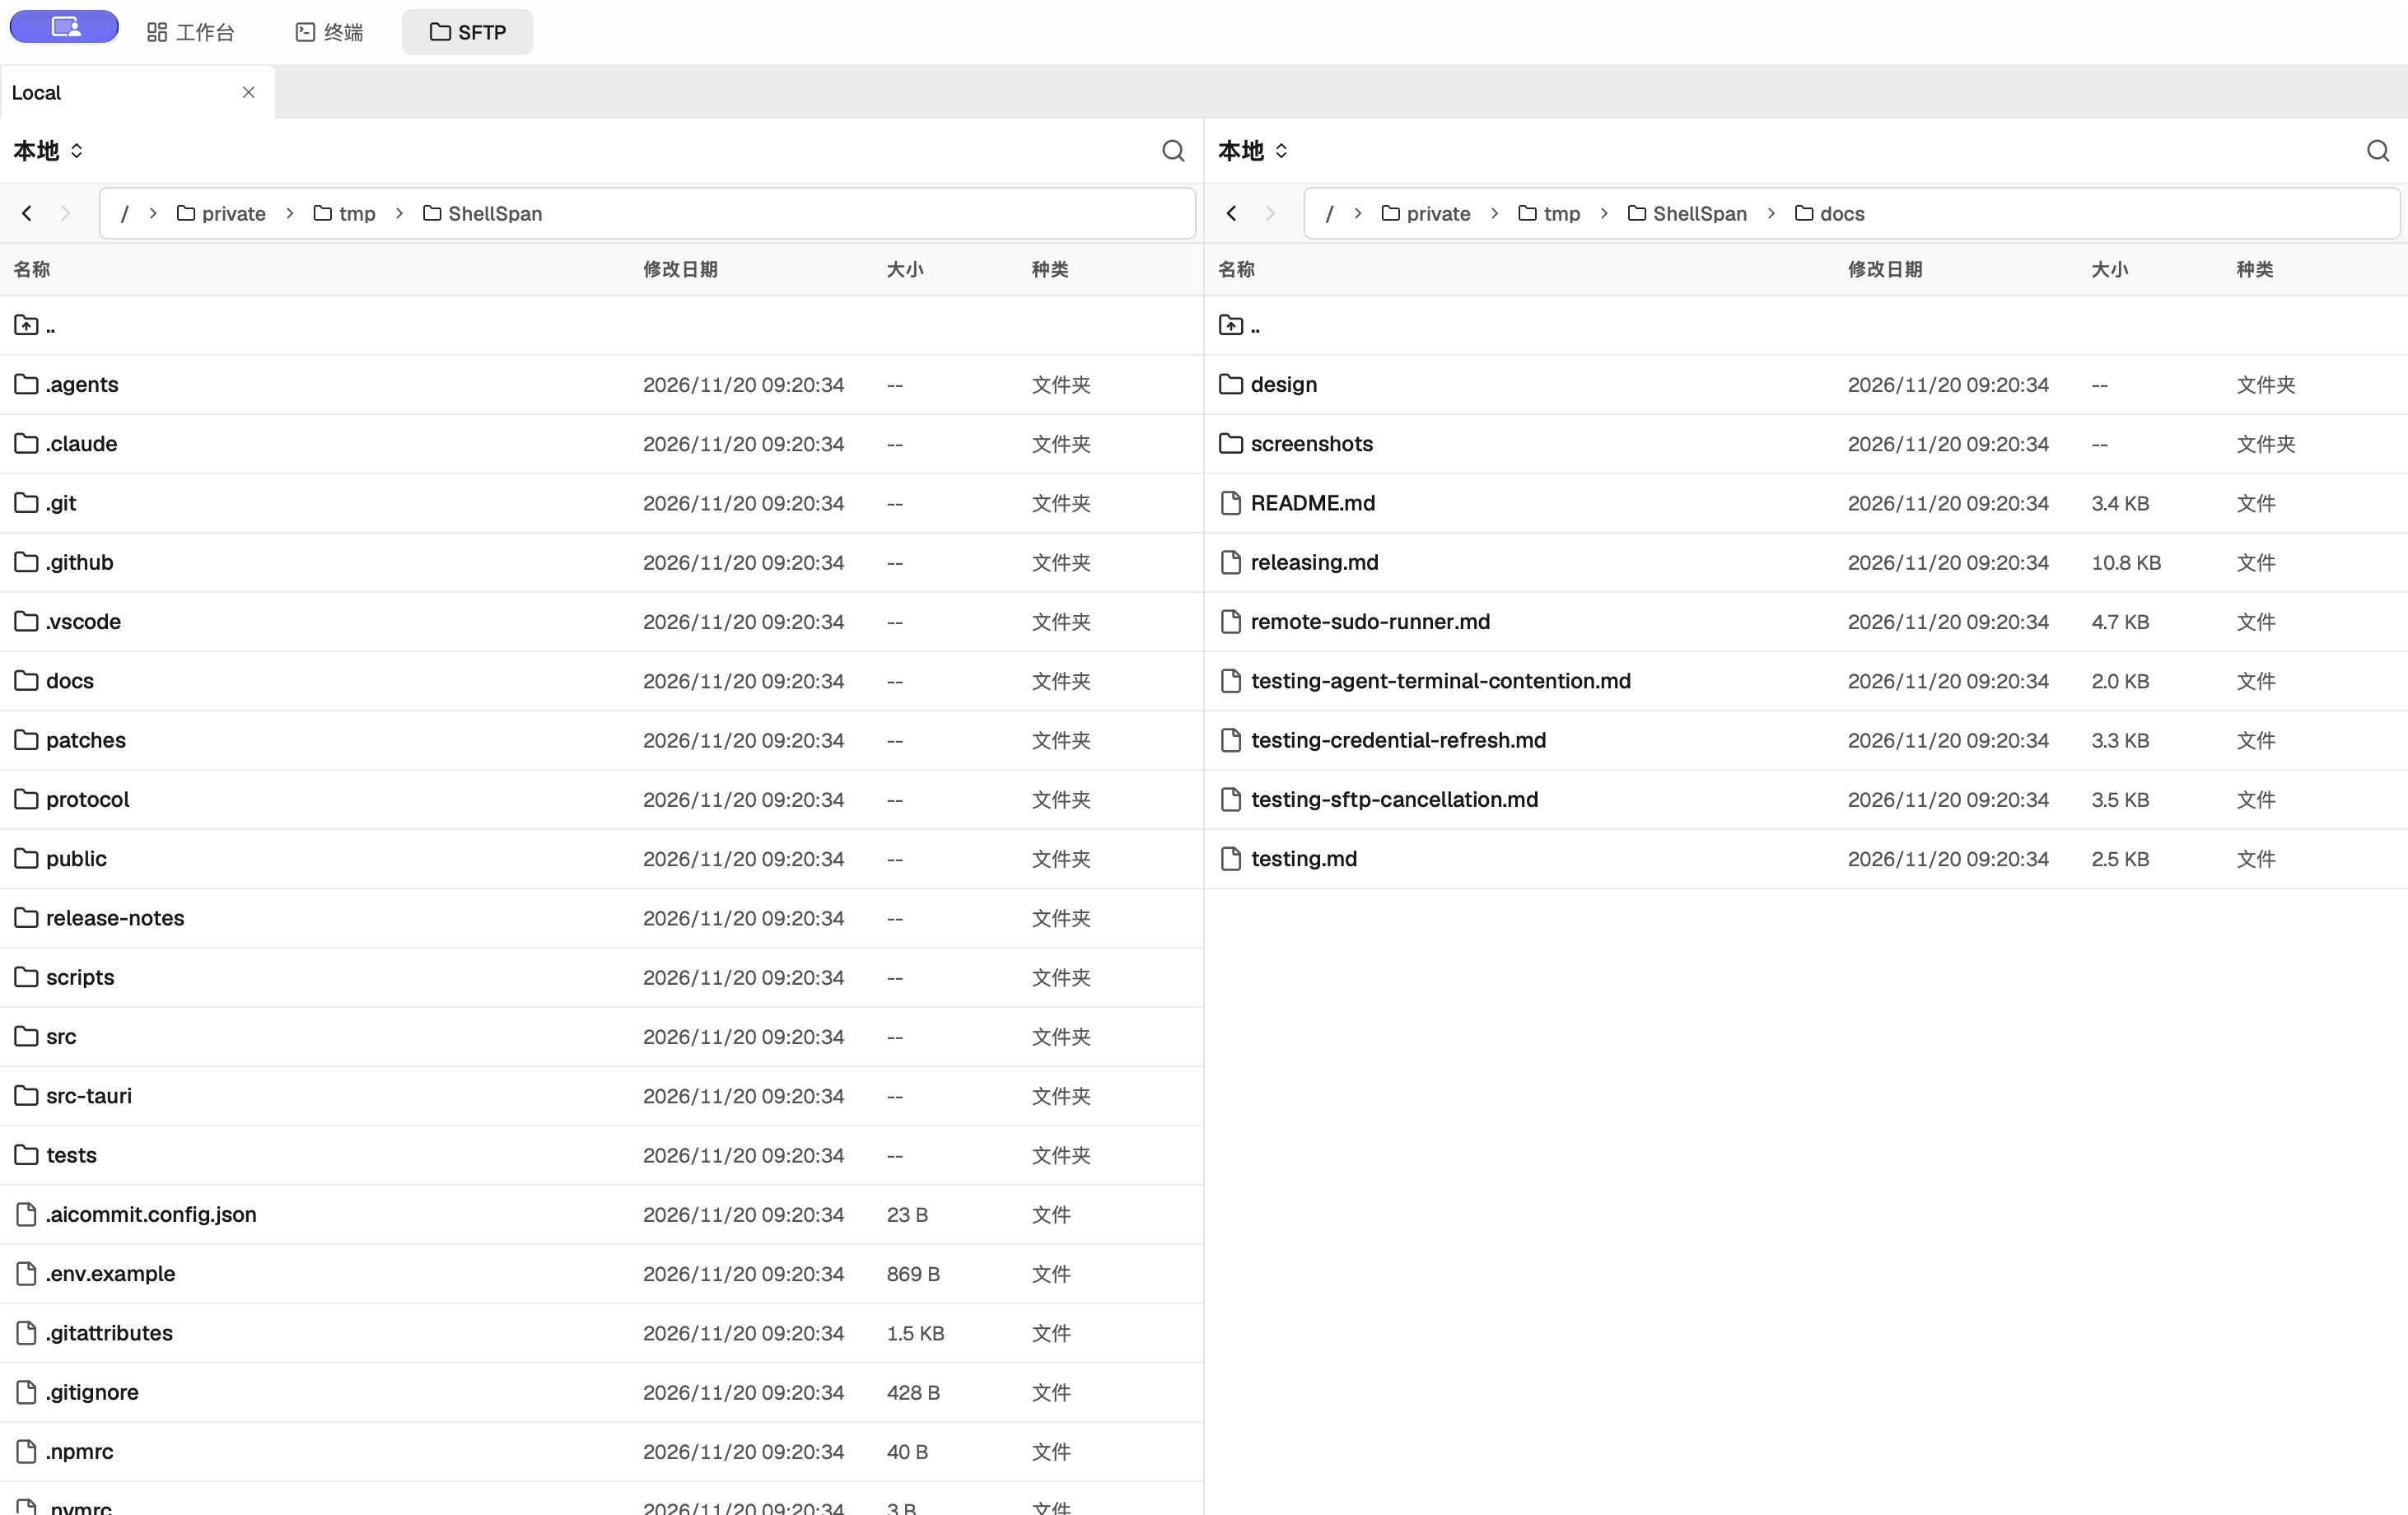 工作台 终端 SFTP
Local
本地
/ > private > tmp > ShellSpan
名称 修改日期 大小 种类
..
.agents 2026/11/20 09:20:34 -- 文件夹
.claude 2026/11/20 09:20:34 -- 文件夹
.git 2026/11/20 09:20:34 -- 文件夹
.github 2026/11/20 09:20:34 -- 文件夹
.vscode 2026/11/20 09:20:34 -- 文件夹
docs 2026/11/20 09:20:34 -- 文件夹
patches 2026/11/20 09:20:34 -- 文件夹
protocol 2026/11/20 09:20:34 -- 文件夹
public 2026/11/20 09:20:34 -- 文件夹
release-notes 2026/11/20 09:20:34 -- 文件夹
scripts 2026/11/20 09:20:34 -- 文件夹
src 2026/11/20 09:20:34 -- 文件夹
src-tauri 2026/11/20 09:20:34 -- 文件夹
tests 2026/11/20 09:20:34 -- 文件夹
.aicommit.config.json 2026/11/20 09:20:34 23 B 文件
.env.example 2026/11/20 09:20:34 869 B 文件
.gitattributes 2026/11/20 09:20:34 1.5 KB 文件
.gitignore 2026/11/20 09:20:34 428 B 文件
.npmrc 2026/11/20 09:20:34 40 B 文件
.nvmrc 2026/11/20 09:20:34 3 B 文件
本地
/ > private > tmp > ShellSpan > docs
名称 修改日期 大小 种类
..
design 2026/11/20 09:20:34 -- 文件夹
screenshots 2026/11/20 09:20:34 -- 文件夹
README.md 2026/11/20 09:20:34 3.4 KB 文件
releasing.md 2026/11/20 09:20:34 10.8 KB 文件
remote-sudo-runner.md 2026/11/20 09:20:34 4.7 KB 文件
testing-agent-terminal-contention.md 2026/11/20 09:20:34 2.0 KB 文件
testing-credential-refresh.md 2026/11/20 09:20:34 3.3 KB 文件
testing-sftp-cancellation.md 2026/11/20 09:20:34 3.5 KB 文件
testing.md 2026/11/20 09:20:34 2.5 KB 文件